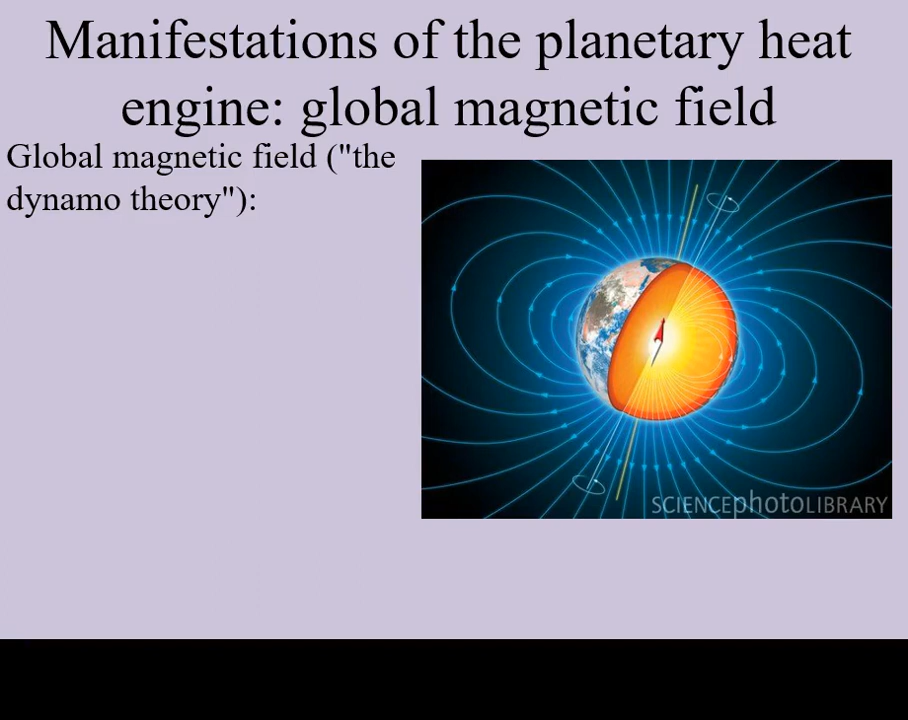 Manifestations of the planetary heat
engine: global magnetic field
Global magnetic field ("the
dynamo theory"):
SCIENCEphotoLIBRARY